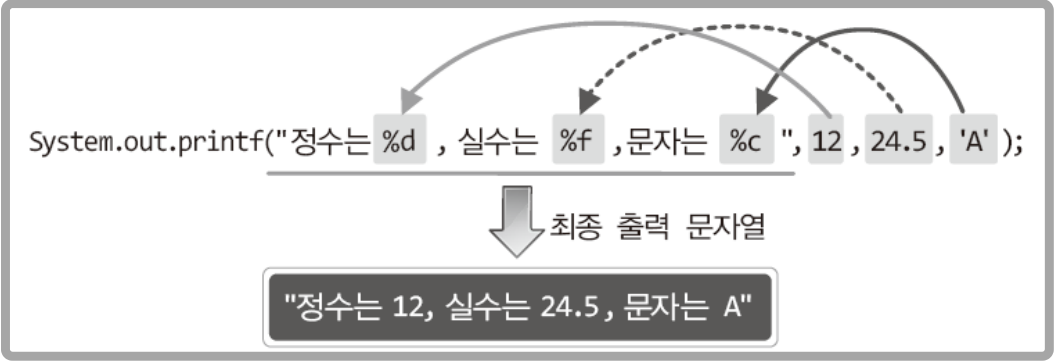 System.out.printf("정수는 %d , 실수는 %f ,문자는 %c ", 12 , 24.5 , 'A' );
최종 출력 문자열
"정수는 12, 실수는 24.5, 문자는 A"